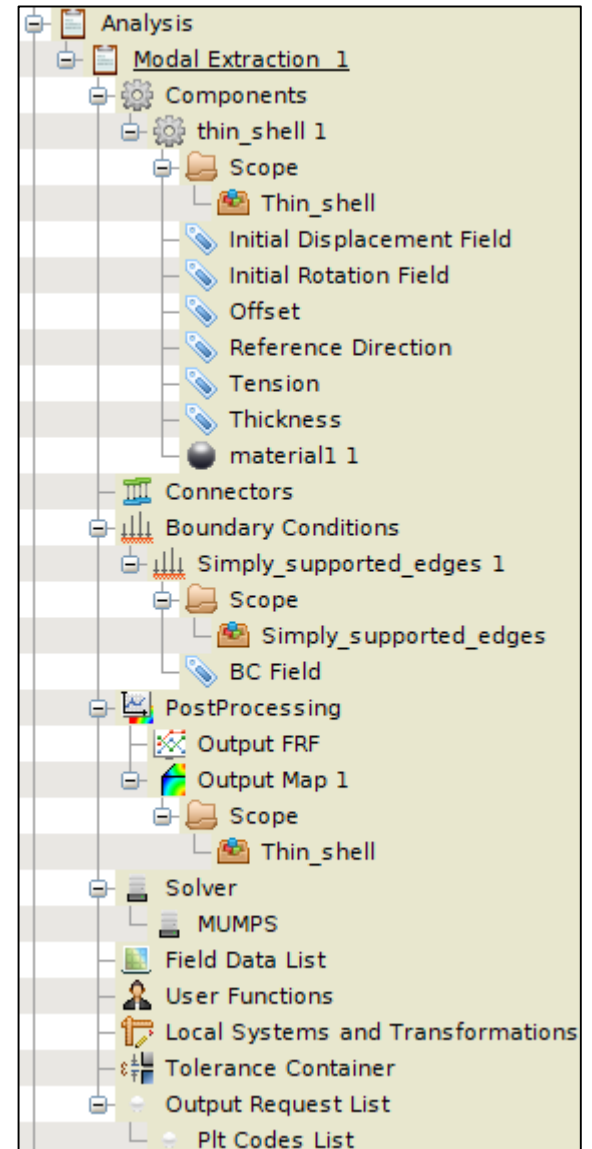 Analysis
Modal Extraction 1
Components
thin_shell 1
Scope
Thin_shell
Initial Displacement Field
Initial Rotation Field
Offset
Reference Direction
Tension
Thickness
material1 1
Connectors
Boundary Conditions
Simply_supported_edges 1
Scope
Simply_supported_edges
BC Field
PostProcessing
Output FRF
Output Map 1
Scope
Thin_shell
Solver
MUMPS
Field Data List
User Functions
Local Systems and Transformations
Tolerance Container
Output Request List
Plt Codes List